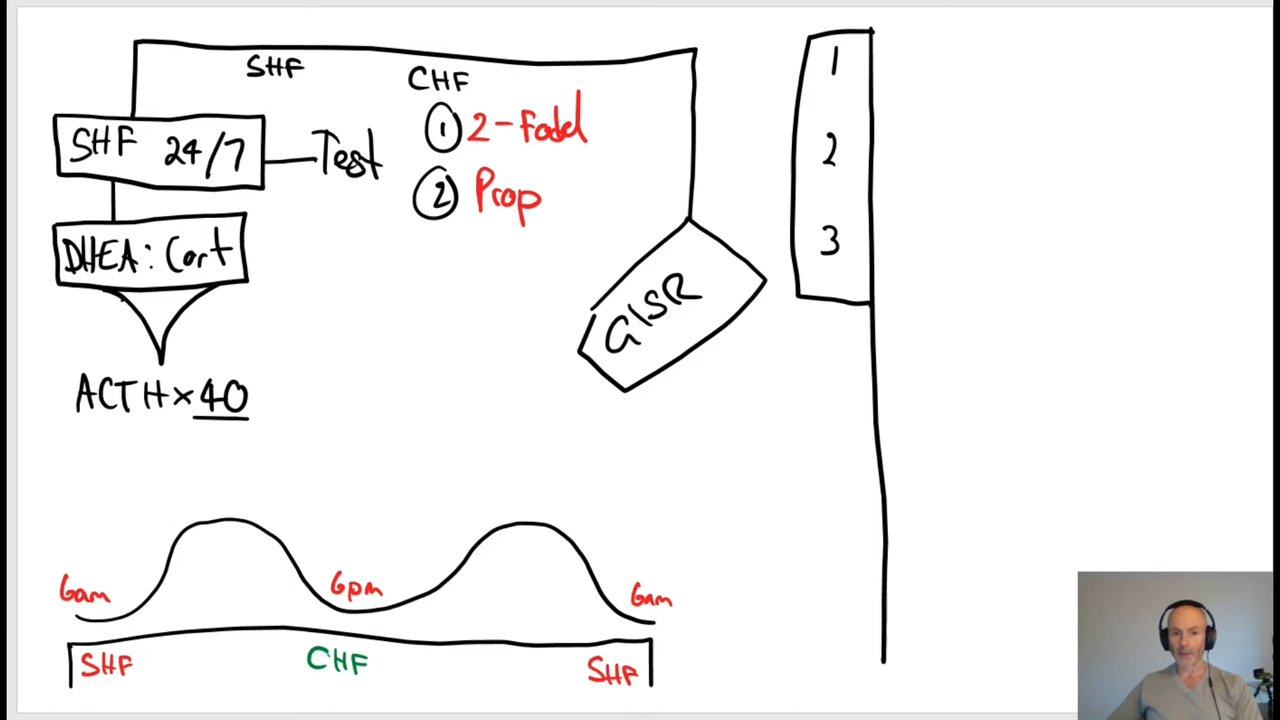 SHF
CHF
① 2-Fodel
② Prop
SHF 24/7
Test
DHEA: Cort
ACTH × 40
GISR
1
2
3
6am
6pm
6am
SHF
CHF
SHF